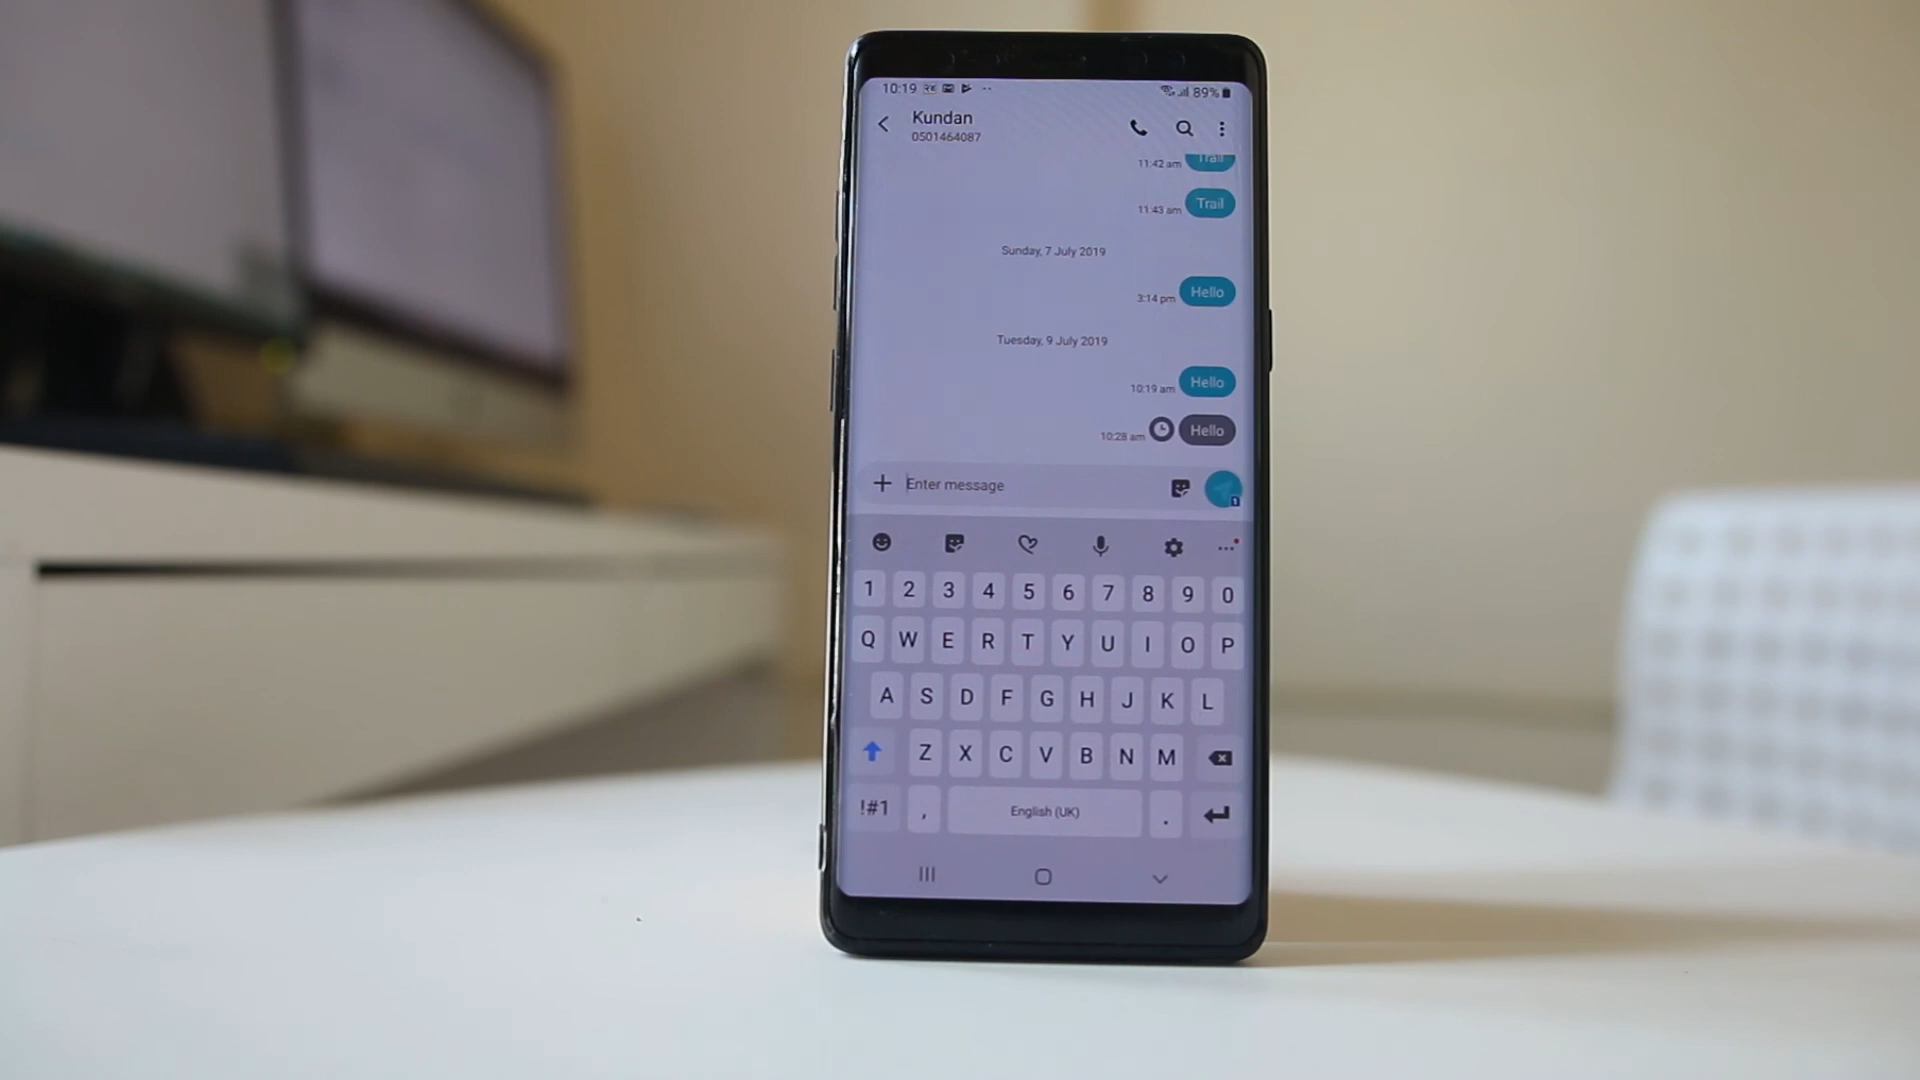 10:19
89%
Kundan
0501464087
11:42 am Trail
11:43 am Trail
Sunday, 7 July 2019
3:14 pm Hello
Tuesday, 9 July 2019
10:19 am Hello
10:28 am Hello
Enter message
1 2 3 4 5 6 7 8 9 0
Q W E R T Y U I O P
A S D F G H J K L
Z X C V B N M
!#1 , English (UK) .